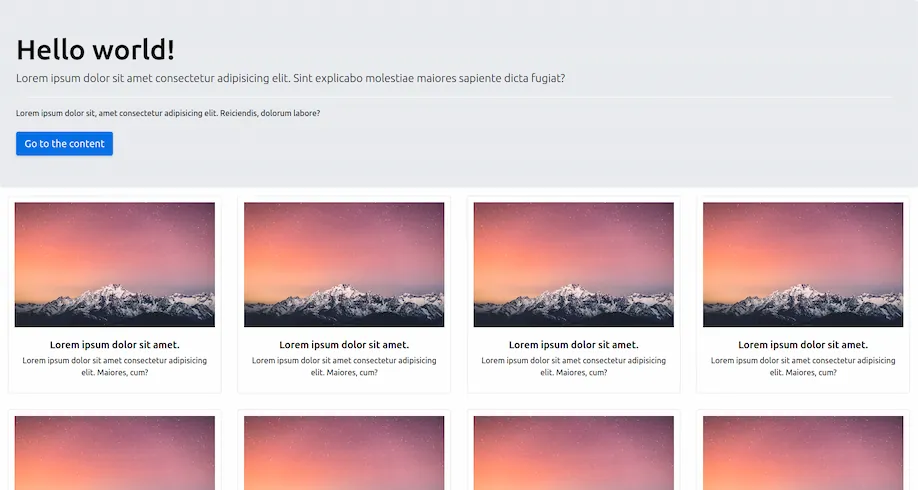 Hello world!
Lorem ipsum dolor sit amet consectetur adipisicing elit. Sint explicabo molestiae maiores sapiente dicta fugiat?
Lorem ipsum dolor sit, amet consectetur adipisicing elit. Reiciendis, dolorum labore?
Go to the content
Lorem ipsum dolor sit amet.
Lorem ipsum dolor sit amet consectetur adipisicing
elit. Maiores, cum?
Lorem ipsum dolor sit amet.
Lorem ipsum dolor sit amet consectetur adipisicing
elit. Maiores, cum?
Lorem ipsum dolor sit amet.
Lorem ipsum dolor sit amet consectetur adipisicing
elit. Maiores, cum?
Lorem ipsum dolor sit amet.
Lorem ipsum dolor sit amet consectetur adipisicing
elit. Maiores, cum?